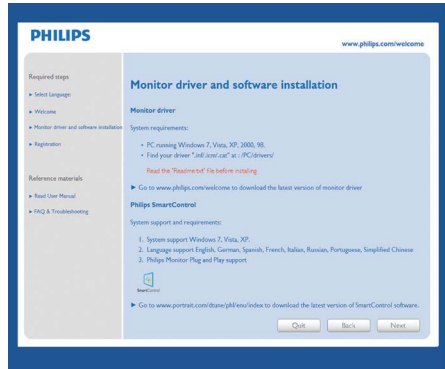 PHILIPS
www.philips.com/welcome
Required steps
Select Language:
Welcome
Monitor driver and software installation
Registration
Reference materials
Read User Manual
FAQ & Troubleshooting
Monitor driver and software installation
Monitor driver
System requirements:
• PC running Windows 7, Vista, XP, 2000, 98.
• Find your driver ".inf/.icm/.cat" at : /PC/drivers/
Read the "Readme.txt" file before installing
Go to www.philips.com/welcome to download the latest version of monitor driver
Philips SmartControl
System support and requirements:
1. System support Windows 7, Vista, XP.
2. Language support English, German, Spanish, French, Italian, Russian, Portuguese, Simplified Chinese
3. Philips Monitor Plug and Play support
SmartControl
Go to www.portrait.com/dtune/phl/enu/index to download the latest version of SmartControl software.
Quit Back Next